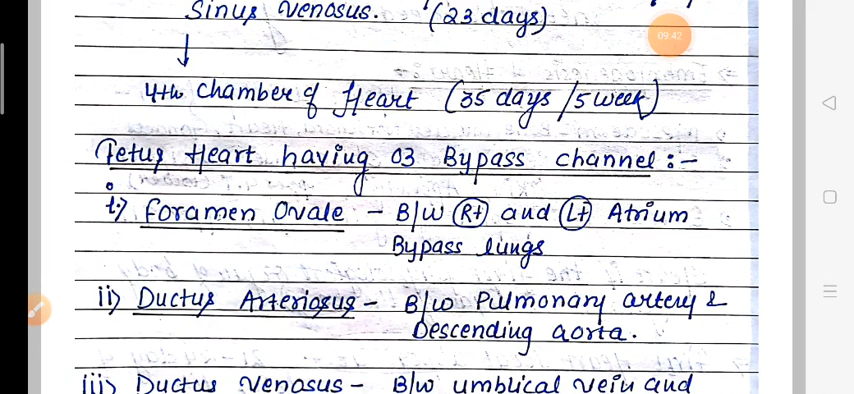 Sinus Venosus. (23 days)
09:42
↓
4th chamber of Heart (35 days / 5 week)
Fetus Heart having 03 Bypass channel :-
i) Foramen Ovale - B/w (Rt) and (Lt) Atrium
Bypass lungs
ii) Ductus Arteriosus - B/w Pulmonary artery &
Descending aorta.
iii) Ductus Venosus - B/w umblical vein and